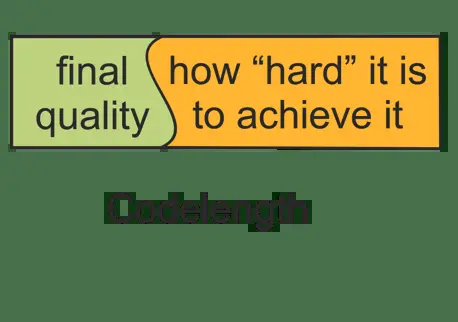 final
quality
how “hard” it is
to achieve it
Codelength